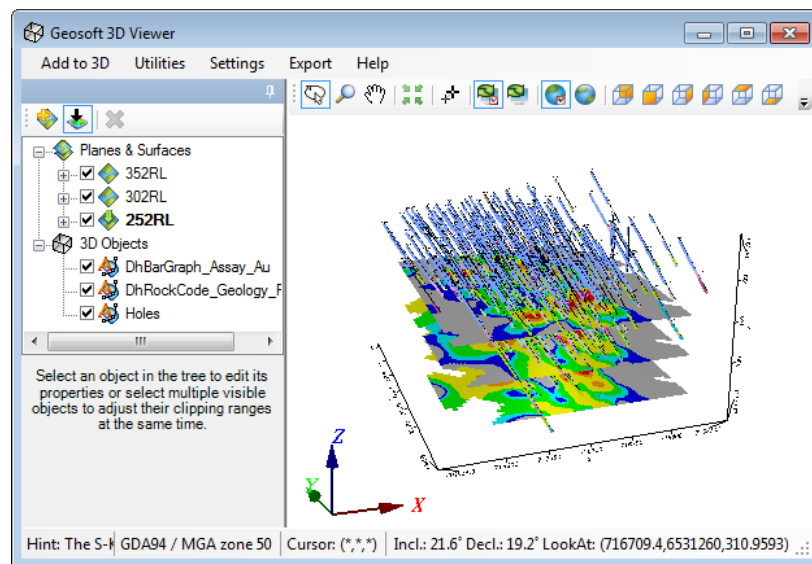 Geosoft 3D Viewer
Add to 3D Utilities Settings Export Help
Planes & Surfaces
352RL
302RL
252RL
3D Objects
DhBarGraph_Assay_Au
DhRockCode_Geology_F
Holes
Select an object in the tree to edit its
properties or select multiple visible
objects to adjust their clipping ranges
at the same time.
Z
Y
X
Hint: The S-k GDA94 / MGA zone 50 Cursor: (*,*,*) Incl.: 21.6° Decl.: 19.2° LookAt: (716709.4,6531260,310.9593)